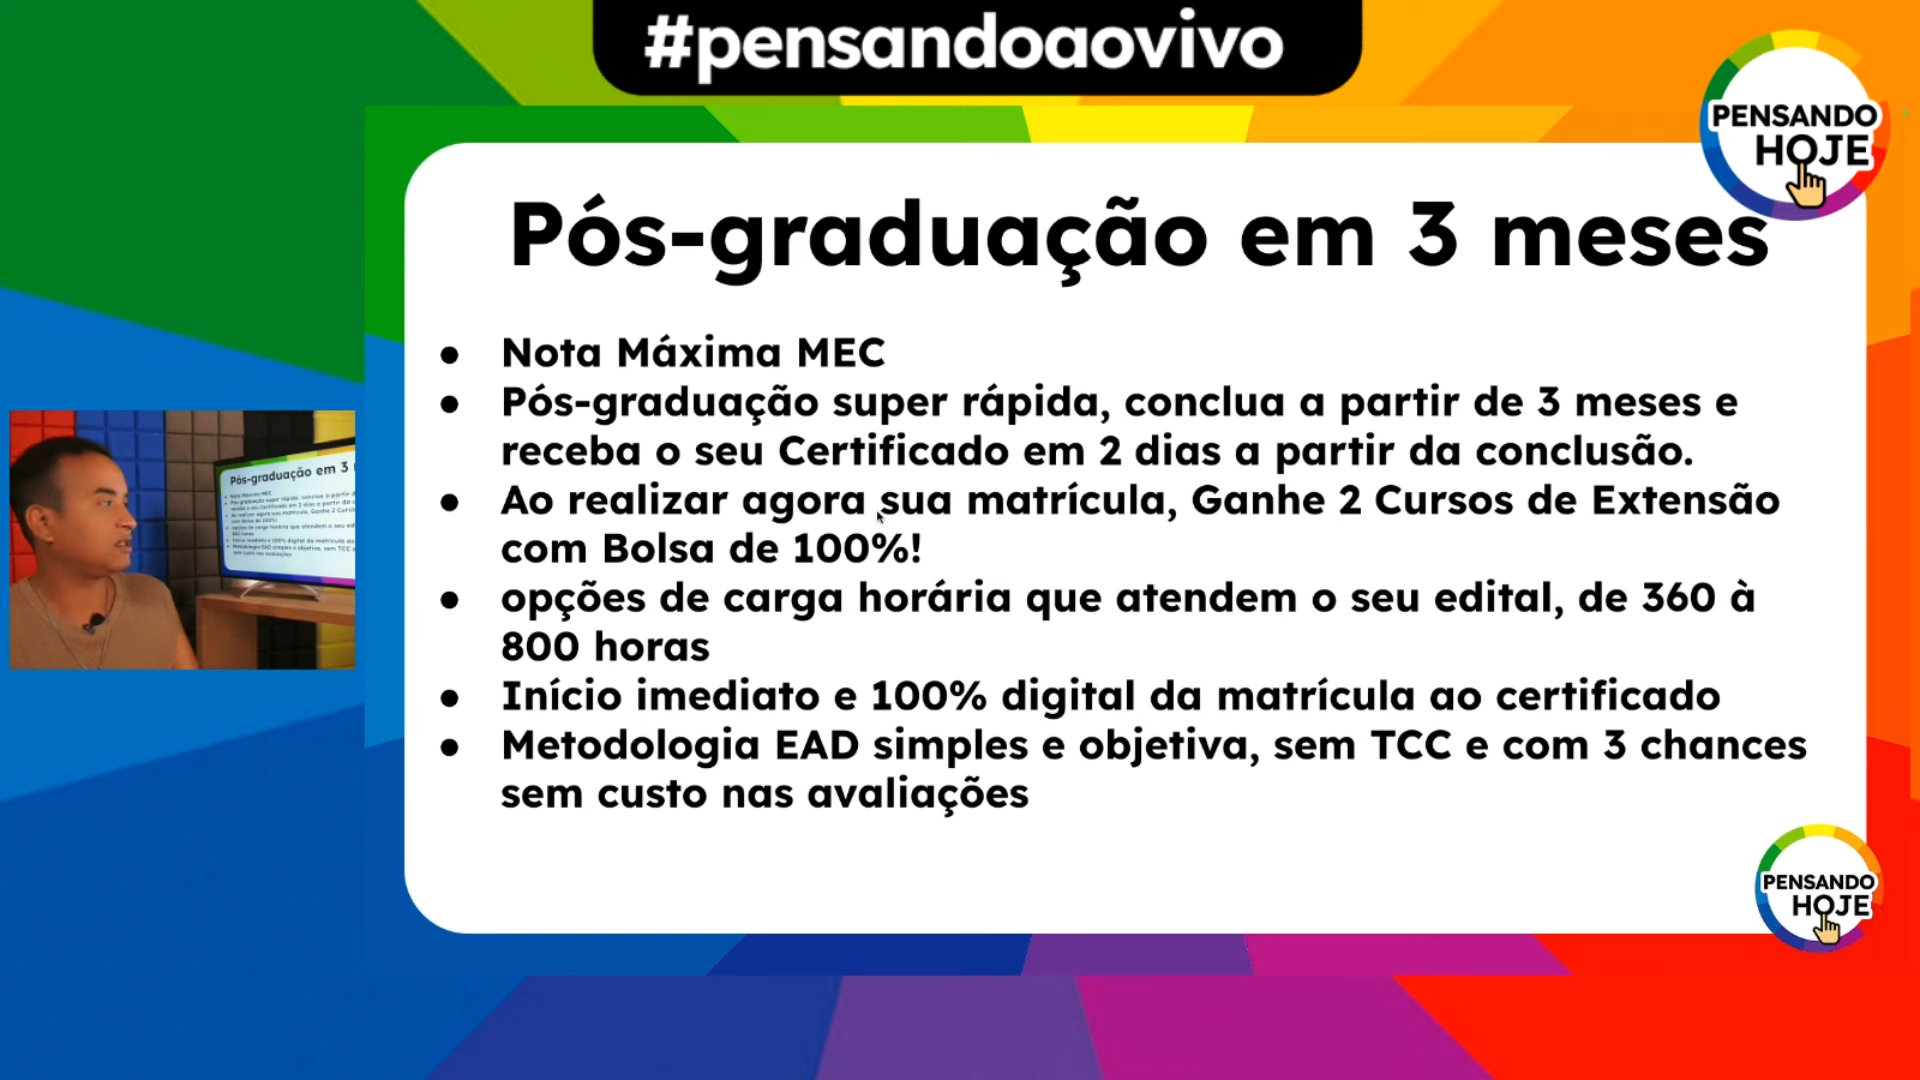 #pensandoaovivo
PENSANDO
HOJE
Pós-graduação em 3 meses
• Nota Máxima MEC
• Pós-graduação super rápida, conclua a partir de 3 meses e
receba o seu Certificado em 2 dias a partir da conclusão.
• Ao realizar agora sua matrícula, Ganhe 2 Cursos de Extensão
com Bolsa de 100%!
• opções de carga horária que atendem o seu edital, de 360 à
800 horas
• Início imediato e 100% digital da matrícula ao certificado
• Metodologia EAD simples e objetiva, sem TCC e com 3 chances
sem custo nas avaliações
Pós-graduação em 3
PENSANDO
HOJE